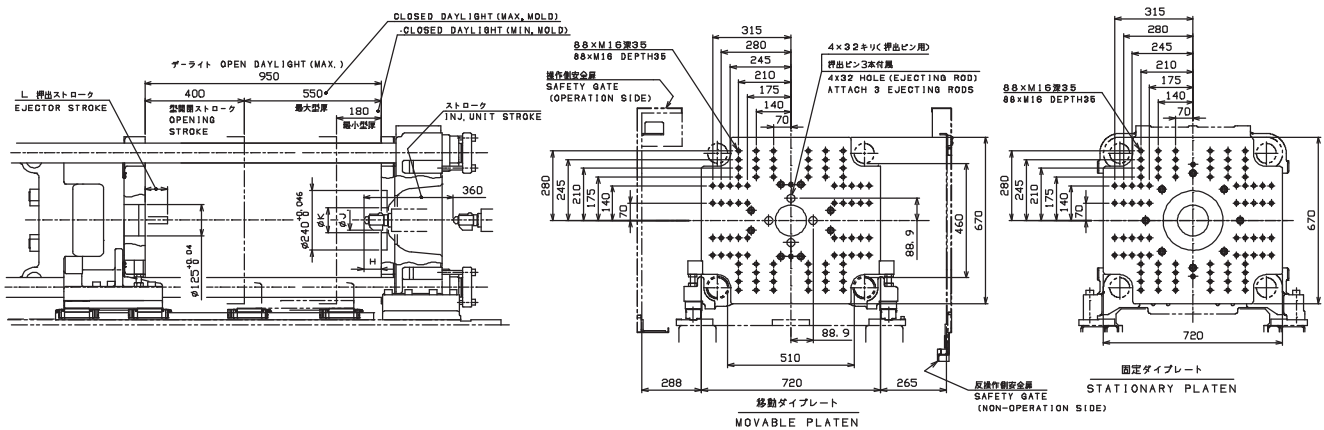 CLOSED DAYLIGHT (MAX, MOLD)
CLOSED DAYLIGHT (MIN, MOLD)
デーライト OPEN DAYLIGHT (MAX.)
950
400
550
L 押出ストローク
EJECTOR STROKE
型開閉ストローク
OPENING
STROKE
最大型厚
180
最小型厚
ストローク
INJ, UNIT STROKE
360
H
øJ
øK
ø240 +0.046 0
ø125 +0.04 0
315
280
245
210
175
140
70
88×M16深35
88×M16 DEPTH35
操作側安全扉
SAFETY GATE
(OPERATION SIDE)
4×32キリ(押出ピン用)
押出ピン3本付属
4×32 HOLE (EJECTING ROD)
ATTACH 3 EJECTING RODS
280
245
210
175
140
70
88.9
460
670
88.9
510
288
720
265
移動ダイプレート
MOVABLE PLATEN
反操作側安全扉
SAFETY GATE
(NON-OPERATION SIDE)
315
280
245
210
175
140
70
88×M16深35
88×M16 DEPTH35
280
245
210
175
140
70
670
720
固定ダイプレート
STATIONARY PLATEN